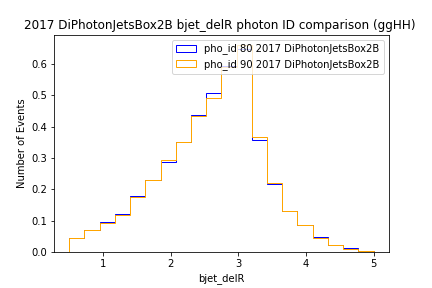 2017 DiPhotonJetsBox2B bjet_delR photon ID comparison (ggHH)
pho_id 80 2017 DiPhotonJetsBox2B
pho_id 90 2017 DiPhotonJetsBox2B
Number of Events
0.6
0.5
0.4
0.3
0.2
0.1
0.0
1 2 3 4 5
bjet_delR